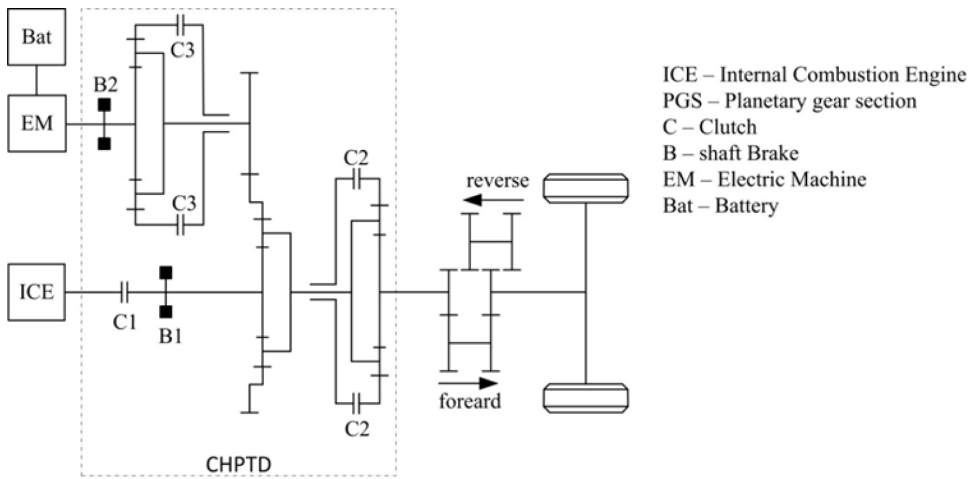 Bat
C3
B2
EM
C2
C3
reverse
ICE
C1
B1
foreard
C2
CHPTD
ICE – Internal Combustion Engine
PGS – Planetary gear section
C – Clutch
B – shaft Brake
EM – Electric Machine
Bat – Battery